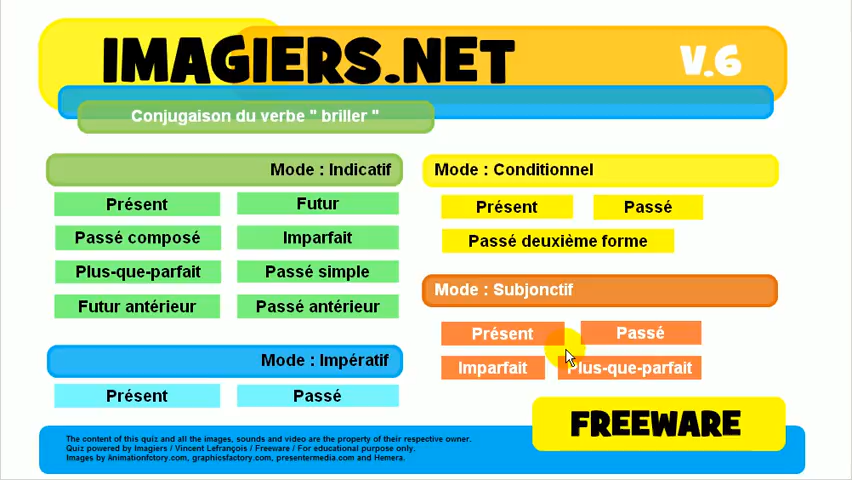 IMAGIERS.NET
V.6
Conjugaison du verbe " briller "
Mode : Indicatif
Présent
Futur
Passé composé
Imparfait
Plus-que-parfait
Passé simple
Futur antérieur
Passé antérieur
Mode : Impératif
Présent
Passé
Mode : Conditionnel
Présent
Passé
Passé deuxième forme
Mode : Subjonctif
Présent
Passé
Imparfait
Plus-que-parfait
FREEWARE
The content of this quiz and all the images, sounds and video are the property of their respective owner.
Quiz powered by Imagiers / Vincent Lefrançois / Freeware / For educational purpose only.
Images by Animationfctory.com, graphicsfactory.com, presentermedia.com and Hemera.